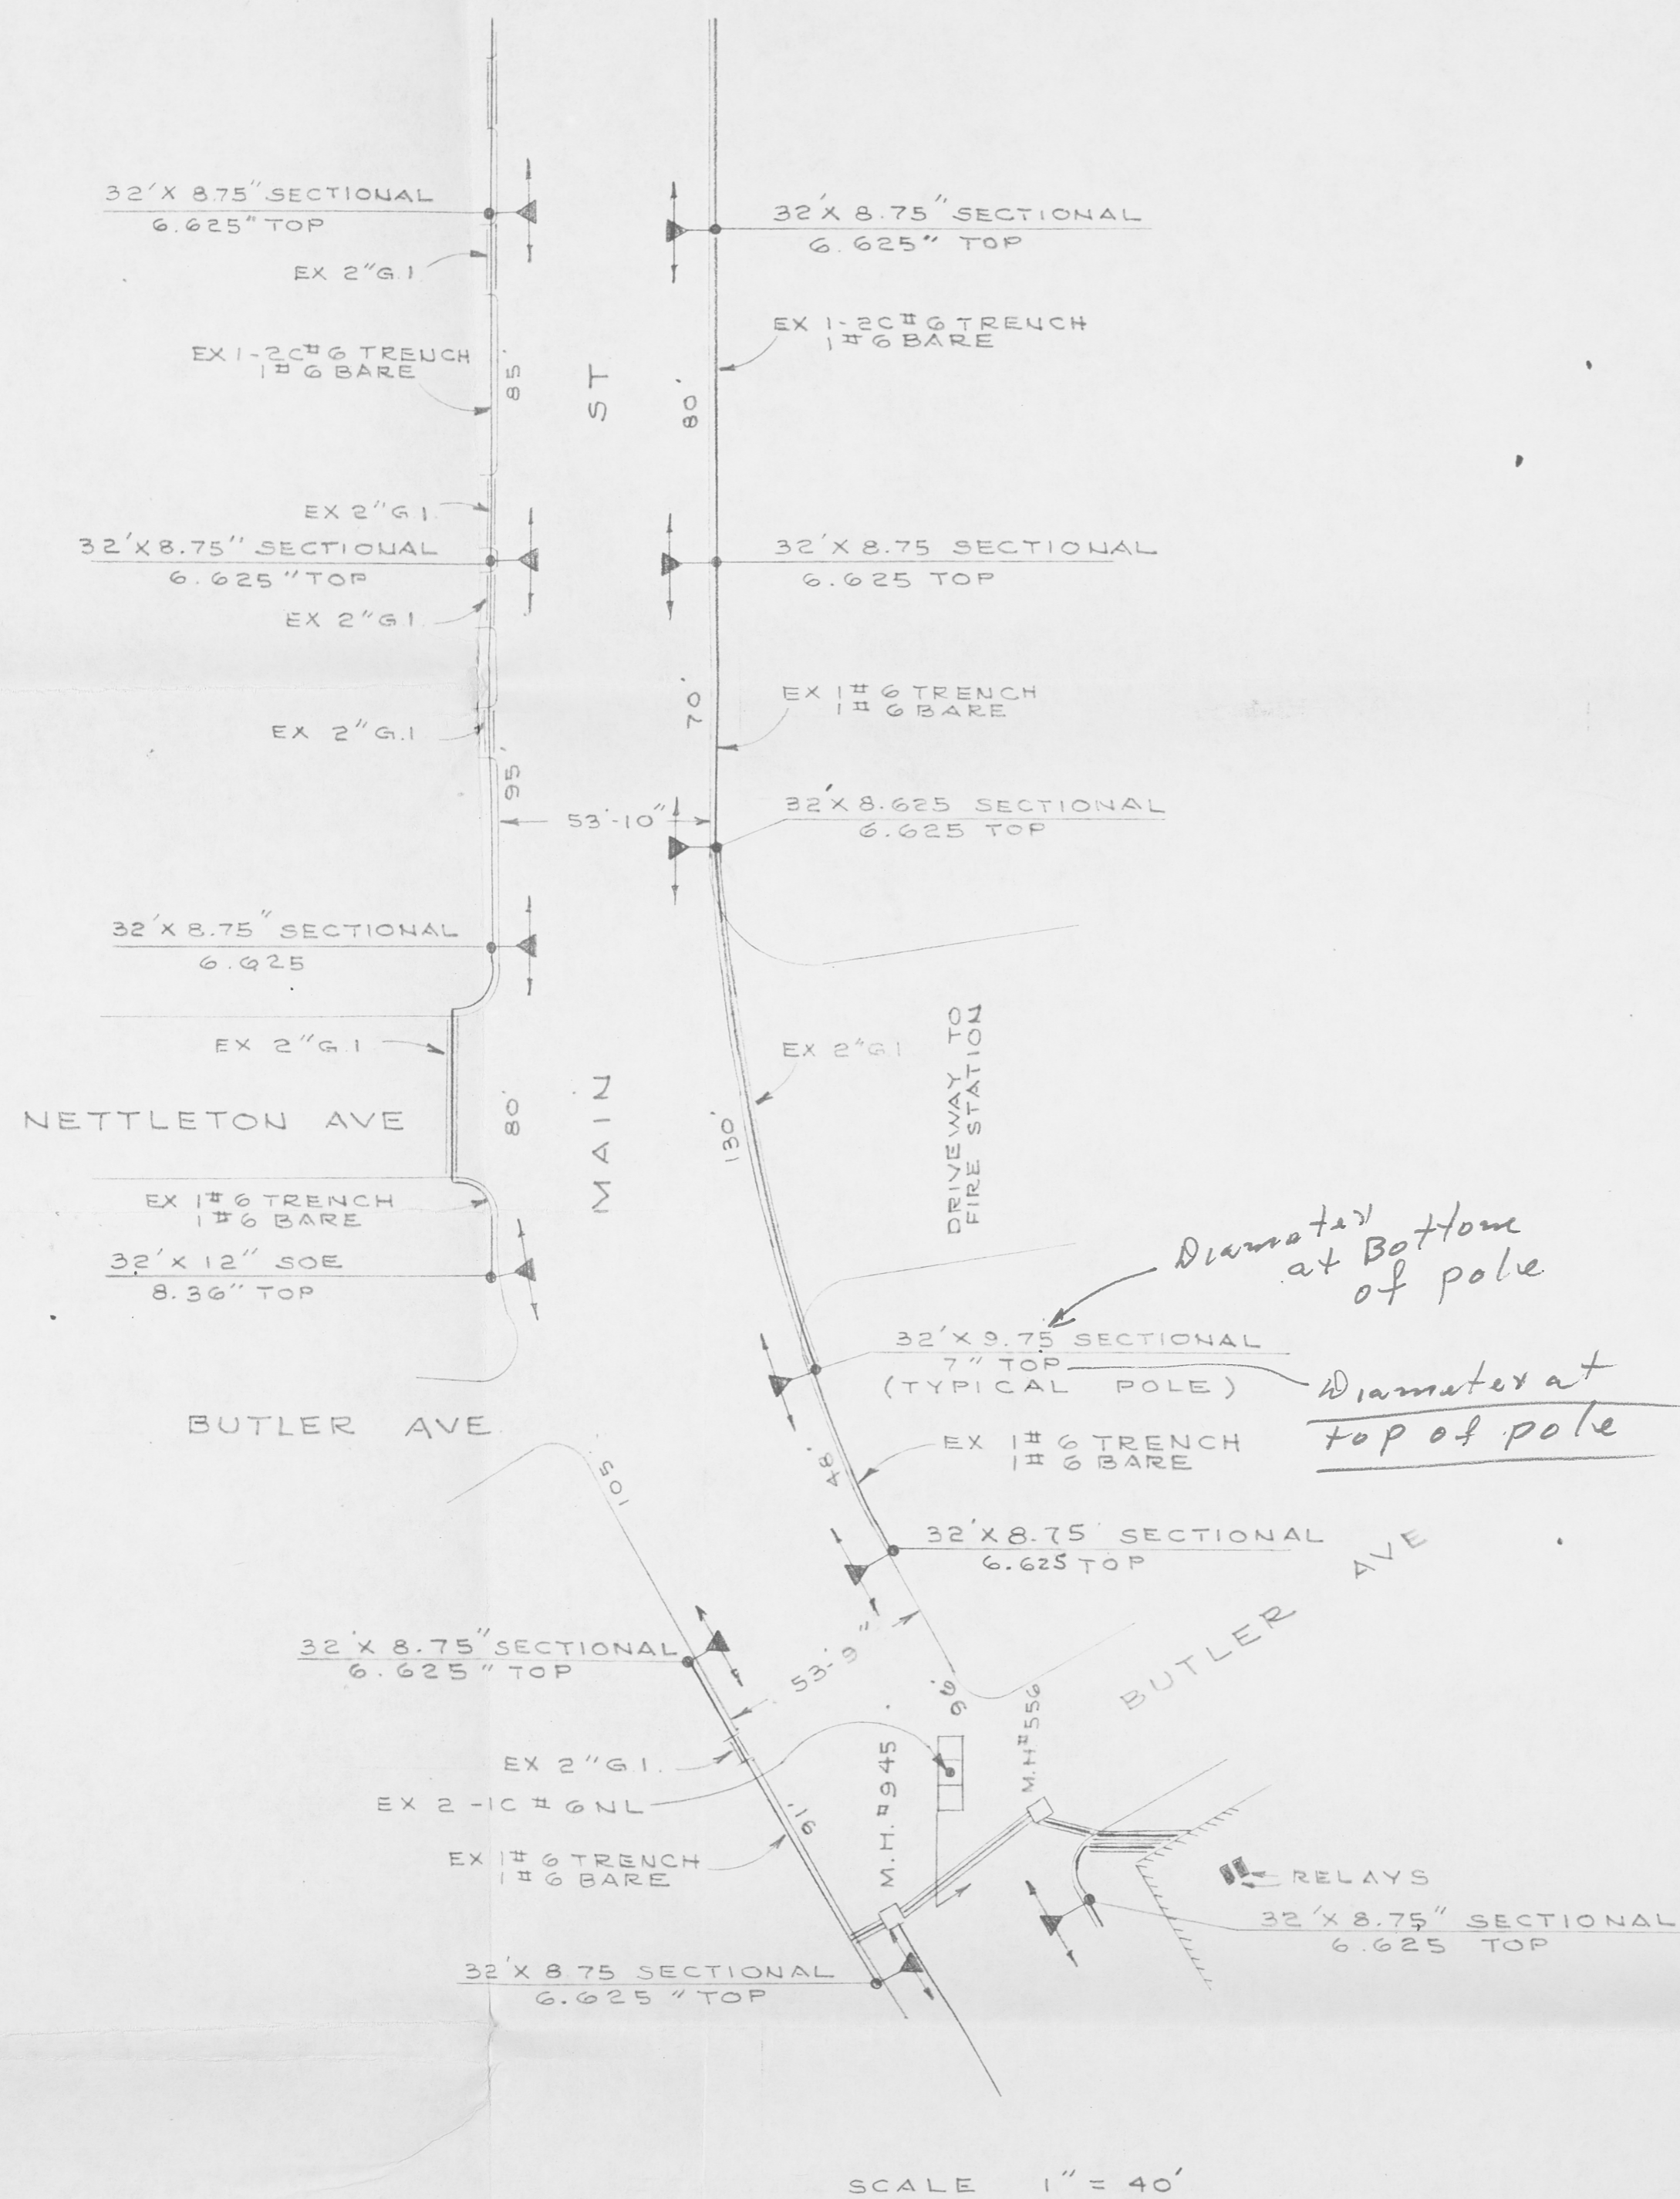 32'X 8.75" SECTIONAL
6.625" TOP
32'X 8.75" SECTIONAL
6.625" TOP
EX 2"G.I.
EX 1-2C#6 TRENCH
1#6 BARE
EX 1-2C#6 TRENCH
1#6 BARE
85'
ST
80'
EX 2"G.I.
32'X8.75" SECTIONAL
6.625" TOP
32'X 8.75 SECTIONAL
6.625 TOP
EX 2"G.I.
EX 1#6 TRENCH
1#6 BARE
70'
EX 2"G.I
95'
53'-10"
32'X 8.625 SECTIONAL
6.625 TOP
32'X 8.75" SECTIONAL
6.625
EX 2"G.I
EX 2"G.I
DRIVEWAY TO
FIRE STATION
NETTLETON AVE
80'
MAIN
130'
EX 1#6 TRENCH
1#6 BARE
32'X 12" SOE
8.36" TOP
Diameter
at Bottom
of pole
32'X 9.75 SECTIONAL
7" TOP
(TYPICAL POLE)
Diameter at
top of pole
BUTLER AVE
EX 1#6 TRENCH
1#6 BARE
105'
48'
32'X 8.75 SECTIONAL
6.625 TOP
BUTLER AVE
32'X 8.75" SECTIONAL
6.625" TOP
53'-9"
96'
M.H.#945
M.H#556
EX 2"G.I.
EX 2-1C #6NL
91'
EX 1#6 TRENCH
1#6 BARE
RELAYS
32'X 8.75" SECTIONAL
6.625 TOP
32'X 8.75 SECTIONAL
6.625" TOP
SCALE 1" = 40'